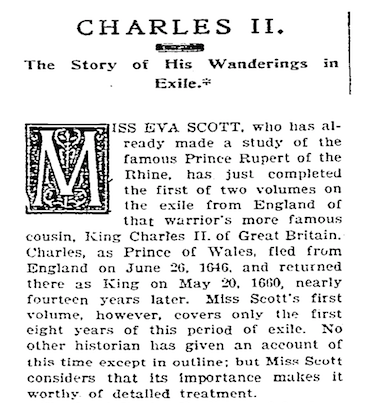 CHARLES II.
The Story of His Wanderings in
Exile.*
MISS EVA SCOTT, who has al-
ready made a study of the
famous Prince Rupert of the
Rhine, has just completed
the first of two volumes on
the exile from England of
that warrior's more famous
cousin, King Charles II. of Great Britain.
Charles, as Prince of Wales, fled from
England on June 26, 1646, and returned
there as King on May 20, 1660, nearly
fourteen years later. Miss Scott's first
volume, however, covers only the first
eight years of this period of exile. No
other historian has given an account of
this time except in outline; but Miss Scott
considers that its importance makes it
worthy of detailed treatment.